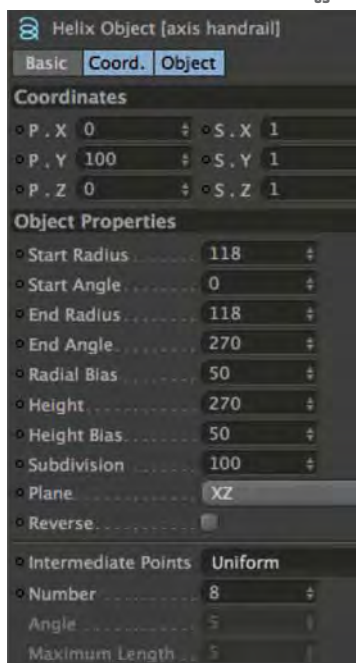 Helix Object [axis handrail]
Basic Coord. Object
Coordinates
P . X 0 S . X 1
P . Y 100 S . Y 1
P . Z 0 S . Z 1
Object Properties
Start Radius 118
Start Angle 0
End Radius 118
End Angle 270
Radial Bias 50
Height 270
Height Bias 50
Subdivision 100
Plane XZ
Reverse
Intermediate Points Uniform
Number 8
Angle 5
Maximum Length 5